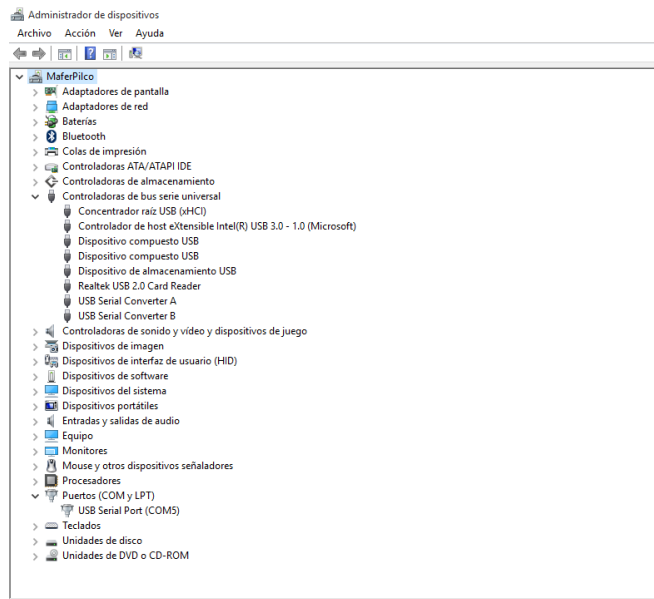 Administrador de dispositivos
Archivo Acción Ver Ayuda
MaferPilco
Adaptadores de pantalla
Adaptadores de red
Baterías
Bluetooth
Colas de impresión
Controladoras ATA/ATAPI IDE
Controladoras de almacenamiento
Controladoras de bus serie universal
Concentrador raíz USB (xHCI)
Controlador de host eXtensible Intel(R) USB 3.0 - 1.0 (Microsoft)
Dispositivo compuesto USB
Dispositivo compuesto USB
Dispositivo de almacenamiento USB
Realtek USB 2.0 Card Reader
USB Serial Converter A
USB Serial Converter B
Controladoras de sonido y vídeo y dispositivos de juego
Dispositivos de imagen
Dispositivos de interfaz de usuario (HID)
Dispositivos de software
Dispositivos del sistema
Dispositivos portátiles
Entradas y salidas de audio
Equipo
Monitores
Mouse y otros dispositivos señaladores
Procesadores
Puertos (COM y LPT)
USB Serial Port (COM5)
Teclados
Unidades de disco
Unidades de DVD o CD-ROM